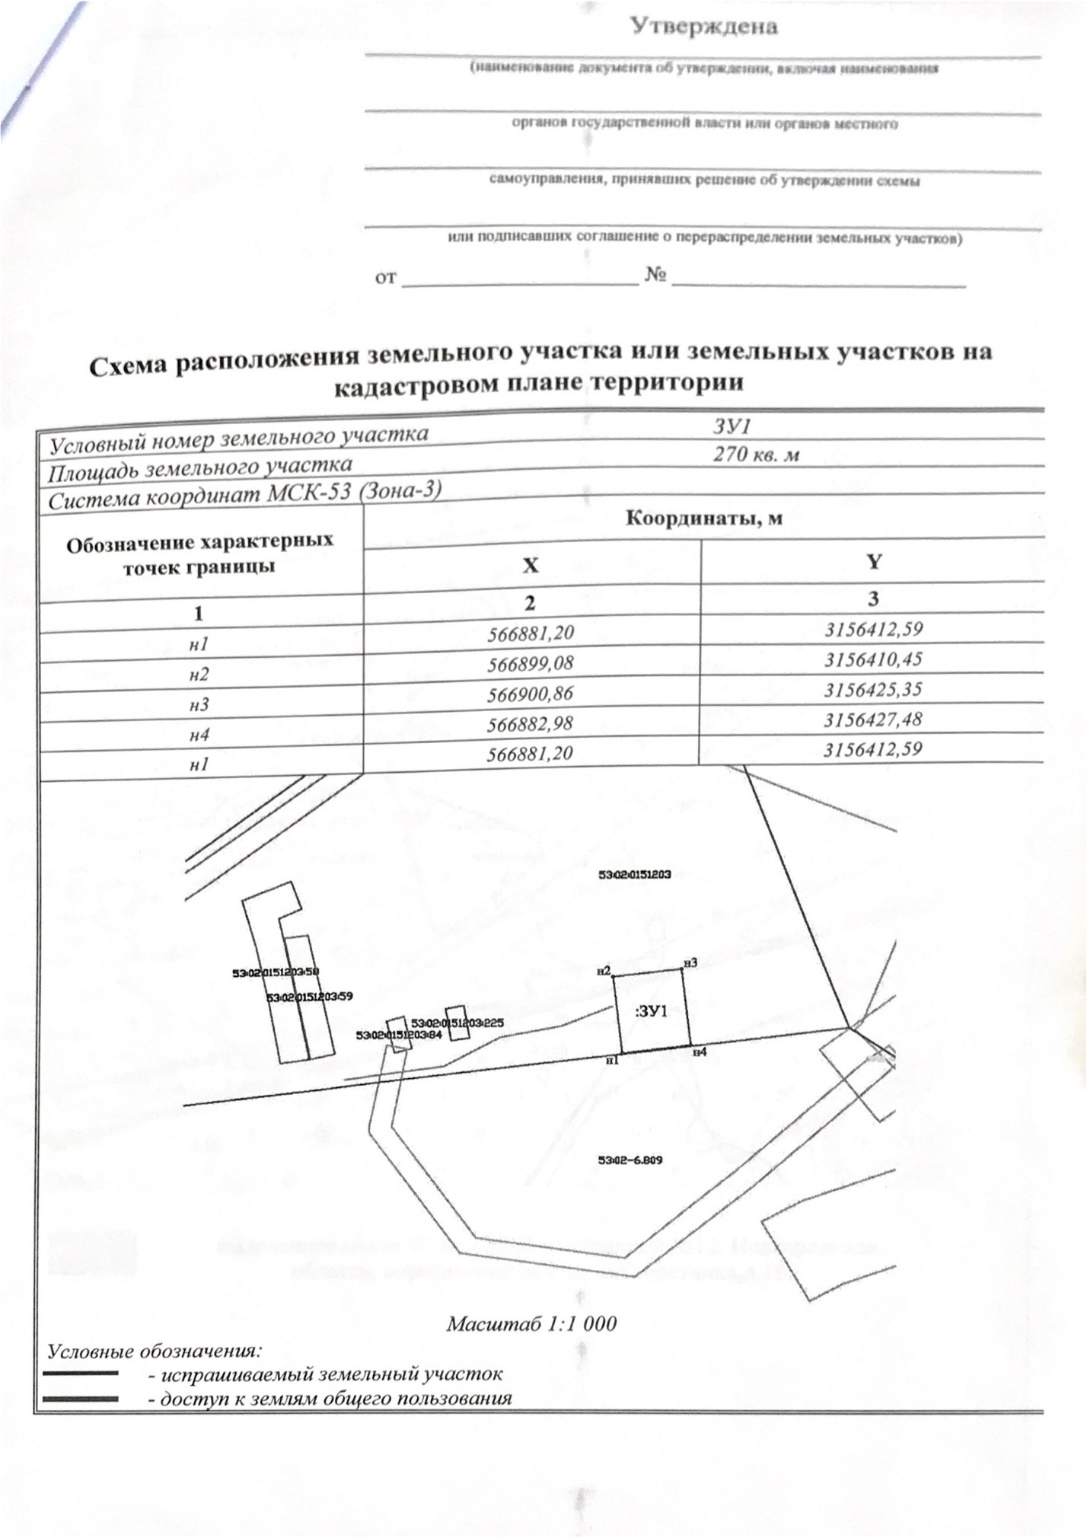 Утверждена
(наименование документа об утверждении, включая наименования
органов государственной власти или органов местного
самоуправления, принявших решение об утверждении схемы
или подписавших соглашение о перераспределении земельных участков)
от № 
Схема расположения земельного участка или земельных участков на
кадастровом плане территории
Условный номер земельного участка ЗУ1
Площадь земельного участка 270 кв. м
Система координат МСК-53 (Зона-3)
Обозначение характерных точек границы Координаты, м
X Y
1 2 3
н1 566881,20 3156412,59
н2 566899,08 3156410,45
н3 566900,86 3156425,35
н4 566882,98 3156427,48
н1 566881,20 3156412,59
53:02:0151203
н2 н3
53:02:0151203:58
53:02:0151203:59
:ЗУ1
53:02:0151203:225
53:02:0151203:84
н1 н4
53:02-6.809
Масштаб 1:1 000
Условные обозначения:
- испрашиваемый земельный участок
- доступ к землям общего пользования